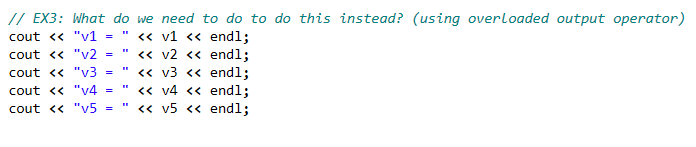 // EX3: What do we need to do to do this instead? (using overloaded output operator)
cout << "v1 = " << v1 << endl;
cout << "v2 = " << v2 << endl;
cout << "v3 = " << v3 << endl;
cout << "v4 = " << v4 << endl;
cout << "v5 = " << v5 << endl;